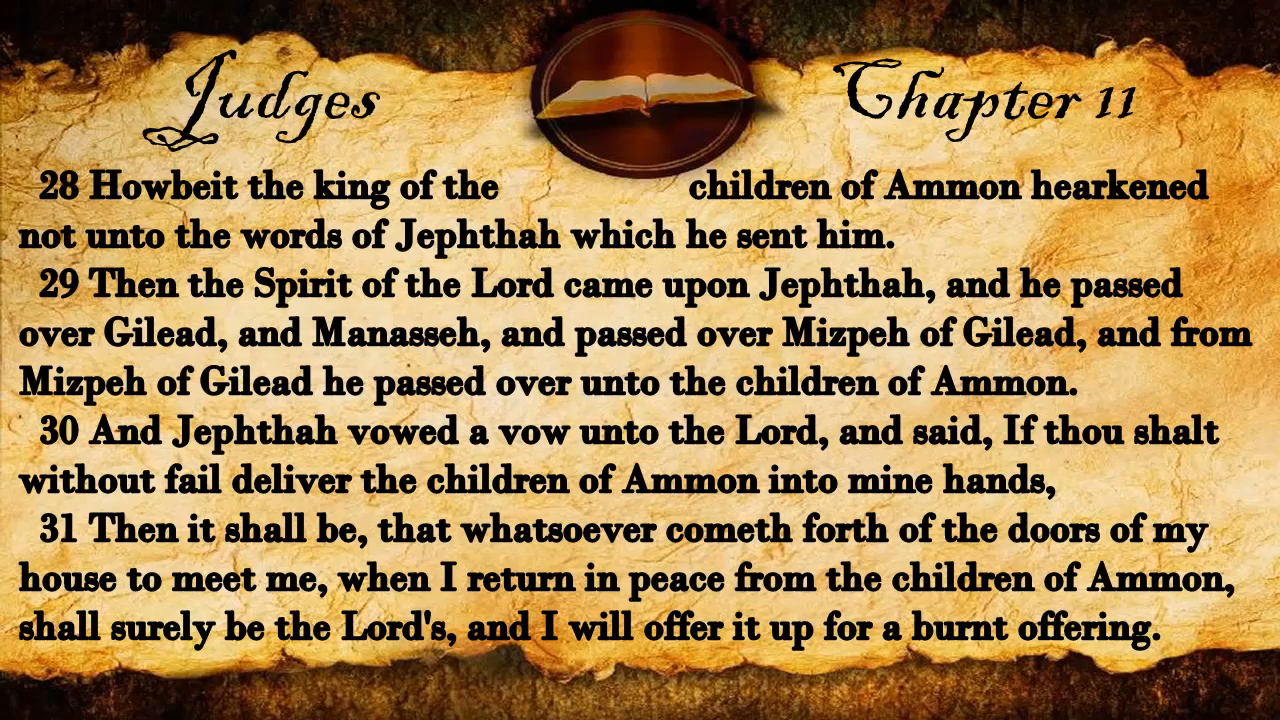 Judges
Chapter 11
28 Howbeit the king of the children of Ammon hearkened
not unto the words of Jephthah which he sent him.
29 Then the Spirit of the Lord came upon Jephthah, and he passed
over Gilead, and Manasseh, and passed over Mizpeh of Gilead, and from
Mizpeh of Gilead he passed over unto the children of Ammon.
30 And Jephthah vowed a vow unto the Lord, and said, If thou shalt
without fail deliver the children of Ammon into mine hands,
31 Then it shall be, that whatsoever cometh forth of the doors of my
house to meet me, when I return in peace from the children of Ammon,
shall surely be the Lord's, and I will offer it up for a burnt offering.